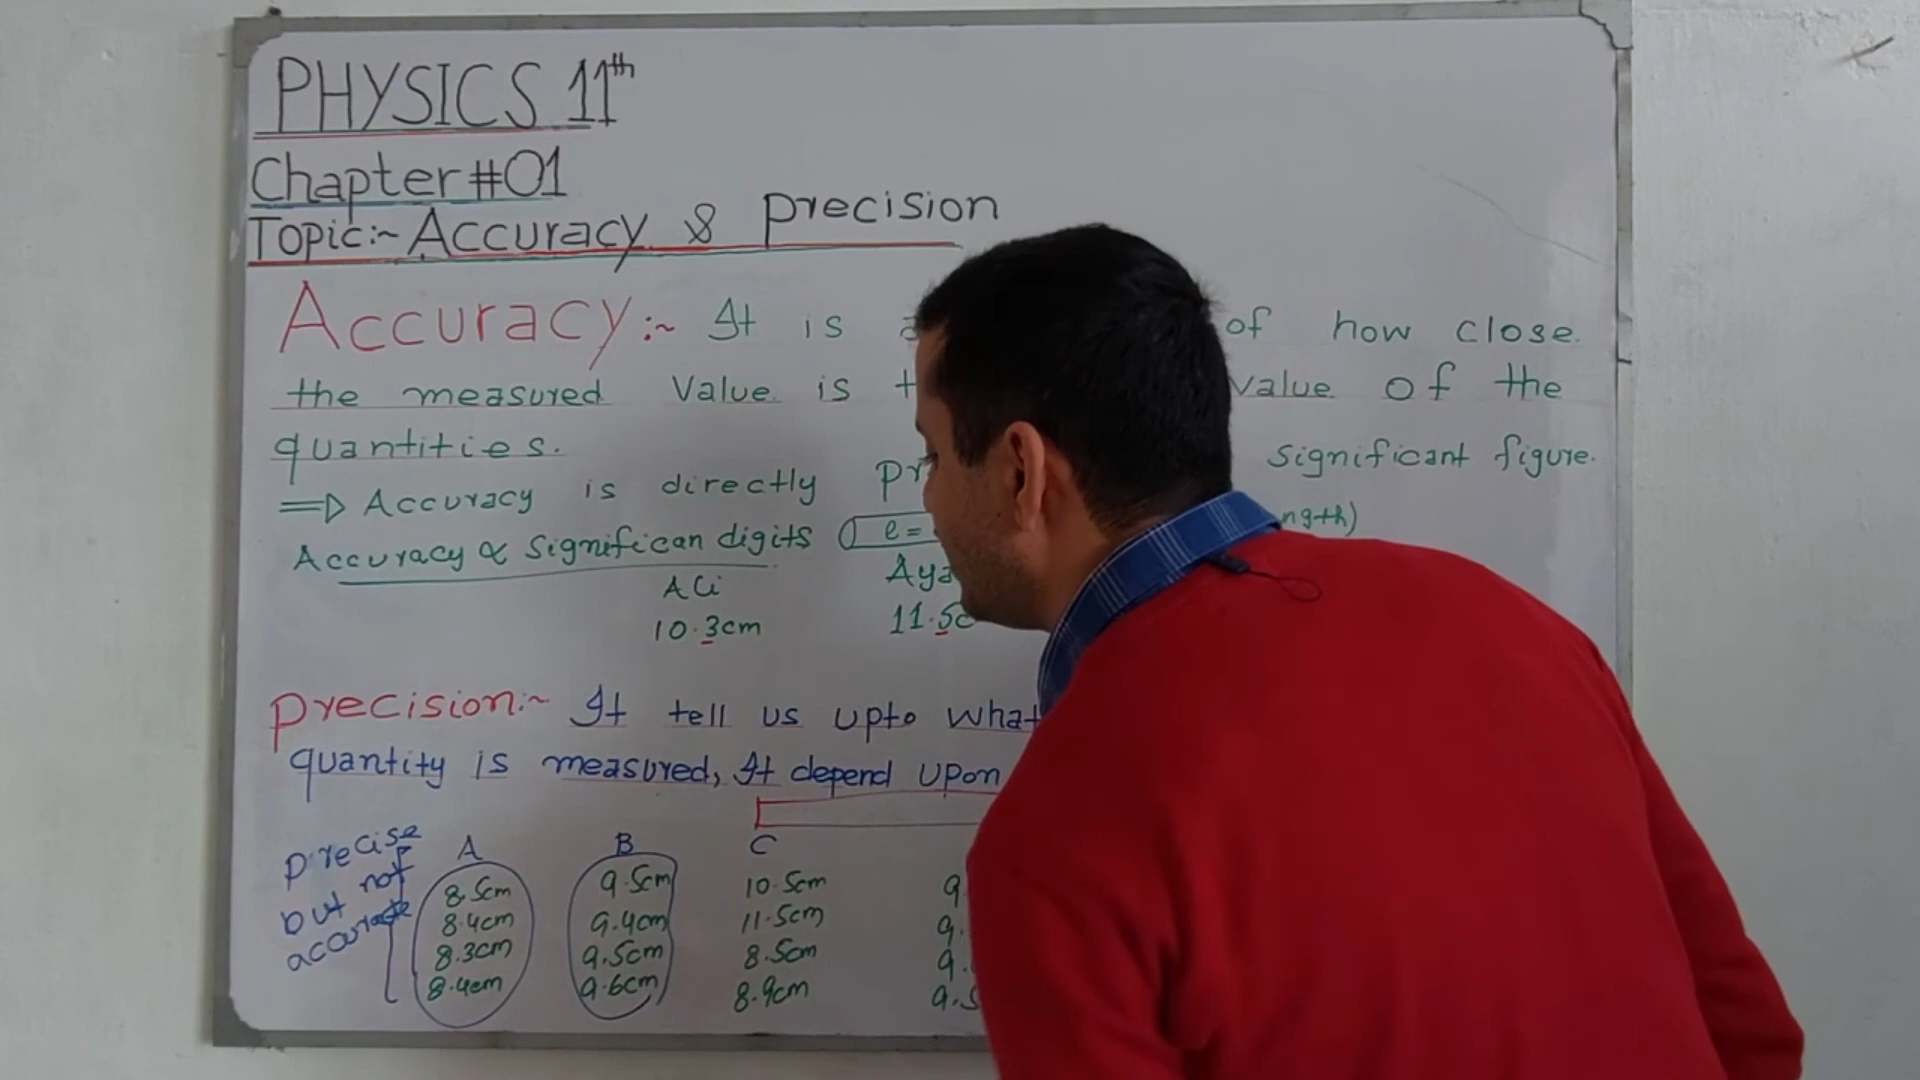 PHYSICS 11th
Chapter #01
Topic:~ Accuracy & Precision
Accuracy:~ It is of how close
the measured Value is value of the
quantities.
⇒ Accuracy is directly significant figure.
Accuracy ∝ Significan digits
ALi
10.3cm
precision:~ It tell us upto what
quantity is measured, It depend upon
precise but not accurate
A B C
8.5cm 9.5cm 10.5cm
8.4cm 9.4cm 11.5cm
8.3cm 9.5cm 8.5cm
8.4cm 9.6cm 8.9cm